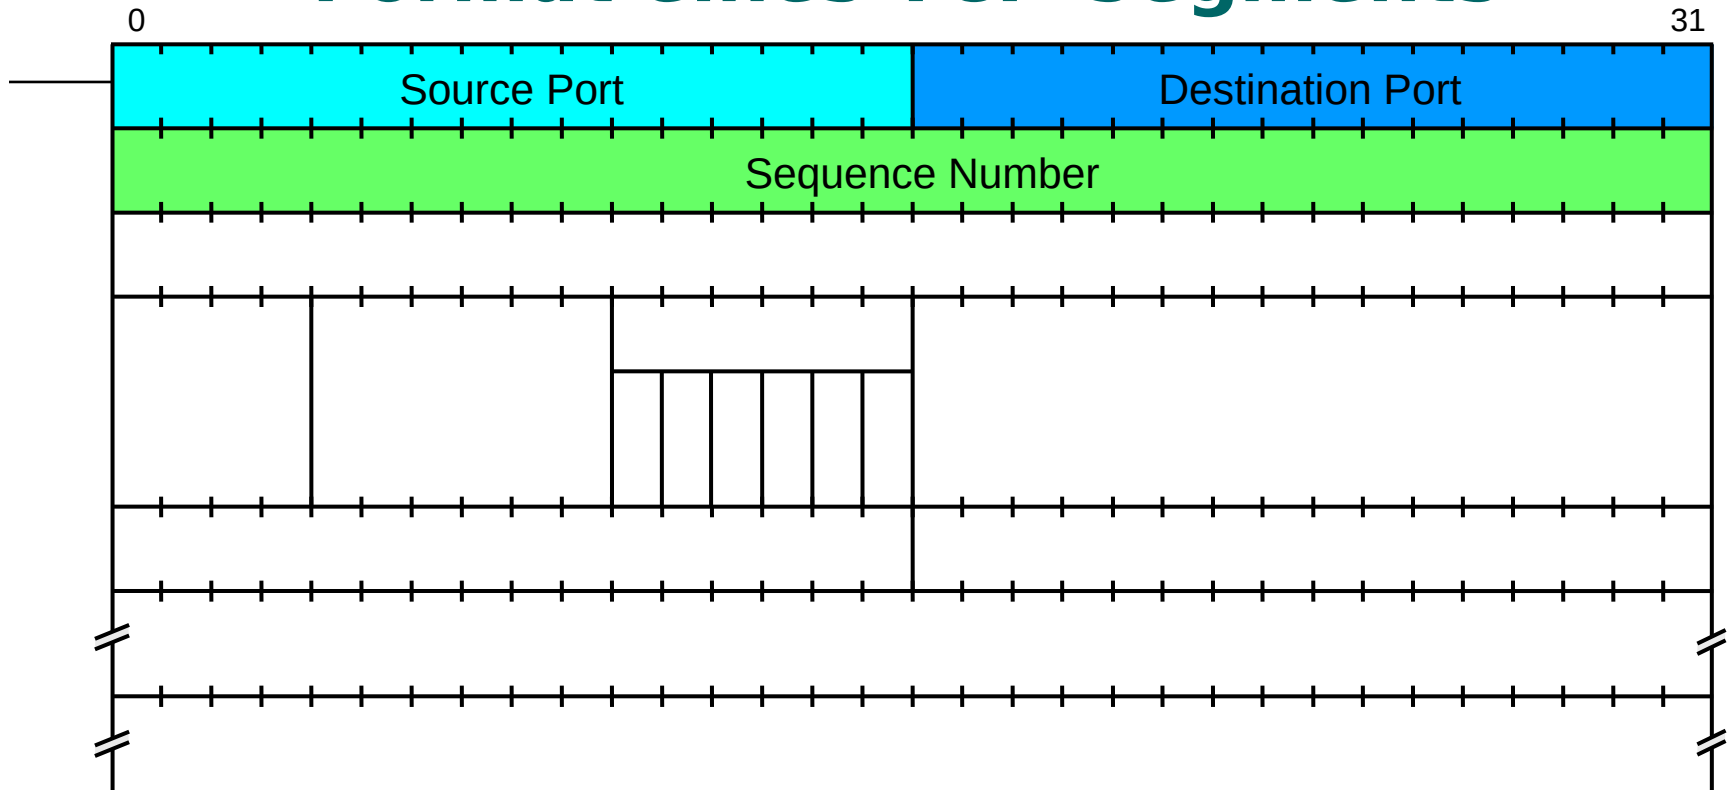 0
31
Source Port
Destination Port
Sequence Number